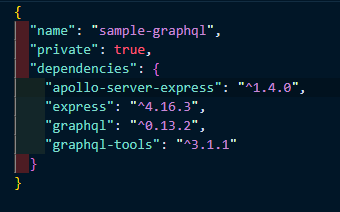 {
"name": "sample-graphql",
"private": true,
"dependencies": {
"apollo-server-express": "^1.4.0",
"express": "^4.16.3",
"graphql": "^0.13.2",
"graphql-tools": "^3.1.1"
}
}